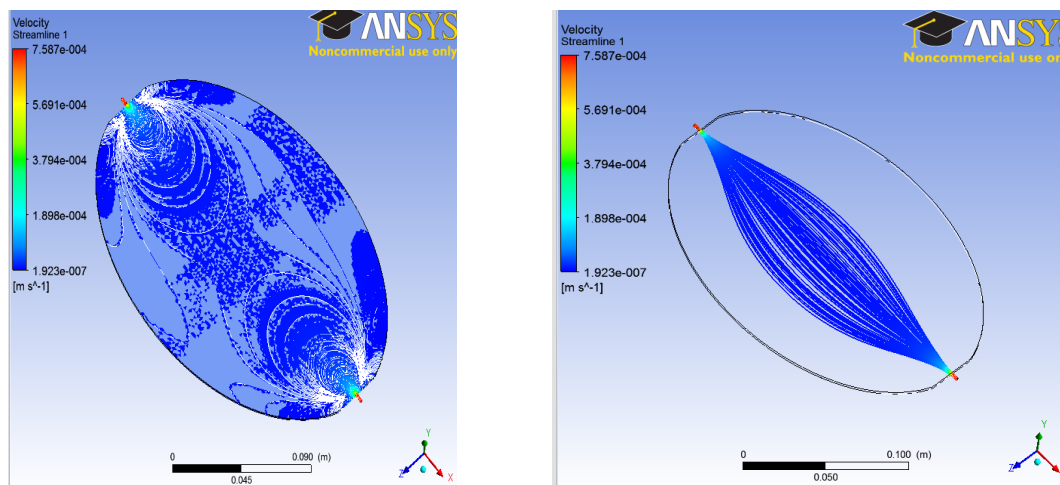 Velocity
Streamline 1
7.587e-004
5.691e-004
3.794e-004
1.898e-004
1.923e-007
[m s^-1]
ANSYS
Noncommercial use only
0
0.090 (m)
0.045
Y
Z
X
Velocity
Streamline 1
7.587e-004
5.691e-004
3.794e-004
1.898e-004
1.923e-007
[m s^-1]
ANSY
Noncommercial use on
0
0.100 (m)
0.050
Y
Z